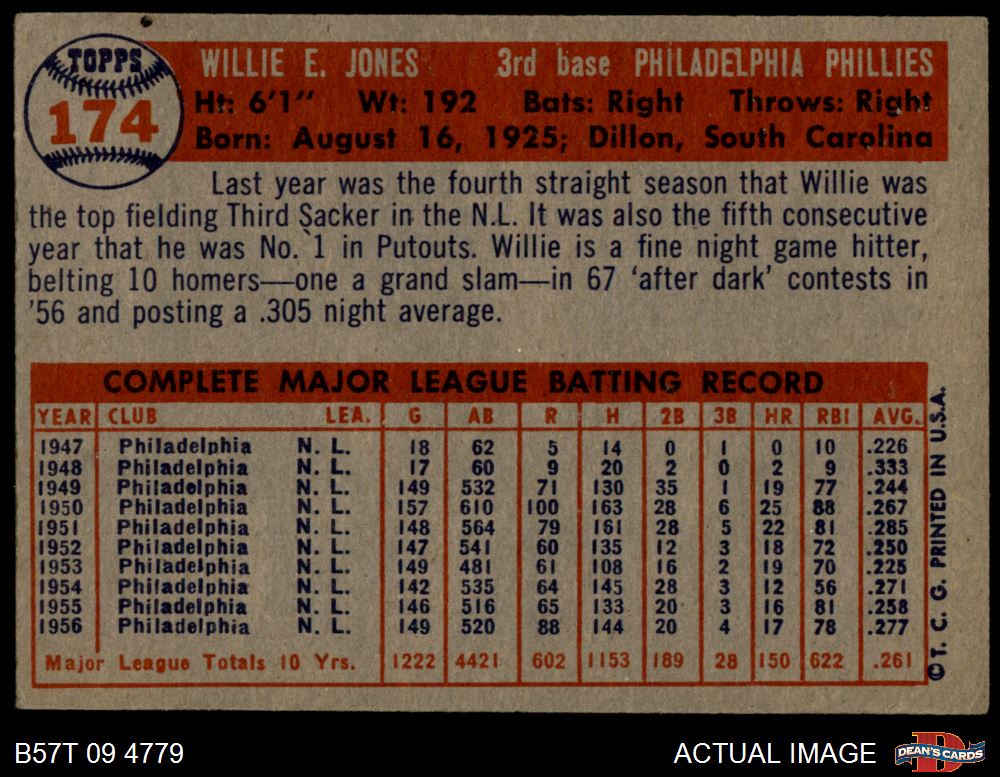 TOPPS
174
WILLIE E. JONES 3rd base PHILADELPHIA PHILLIES
Ht: 6'1" Wt: 192 Bats: Right Throws: Right
Born: August 16, 1925; Dillon, South Carolina
Last year was the fourth straight season that Willie was
the top fielding Third Sacker in the N.L. It was also the fifth consecutive
year that he was No. 1 in Putouts. Willie is a fine night game hitter,
belting 10 homers—one a grand slam—in 67 'after dark' contests in
'56 and posting a .305 night average.
COMPLETE MAJOR LEAGUE BATTING RECORD
YEAR CLUB LEA. G AB R H 2B 3B HR RBI AVG.
1947 Philadelphia N. L. 18 62 5 14 0 1 0 10 .226
1948 Philadelphia N. L. 17 60 9 20 2 0 2 9 .333
1949 Philadelphia N. L. 149 532 71 130 35 1 19 77 .244
1950 Philadelphia N. L. 157 610 100 163 28 6 25 88 .267
1951 Philadelphia N. L. 148 564 79 161 28 5 22 81 .285
1952 Philadelphia N. L. 147 541 60 135 12 3 18 72 .250
1953 Philadelphia N. L. 149 481 61 108 16 2 19 70 .225
1954 Philadelphia N. L. 142 535 64 145 28 3 12 56 .271
1955 Philadelphia N. L. 146 516 65 133 20 3 16 81 .258
1956 Philadelphia N. L. 149 520 88 144 20 4 17 78 .277
Major League Totals 10 Yrs. 1222 4421 602 1153 189 28 150 622 .261
©T. C. G. PRINTED IN U.S.A.
B57T 09 4779
ACTUAL IMAGE
D
DEAN'S CARDS